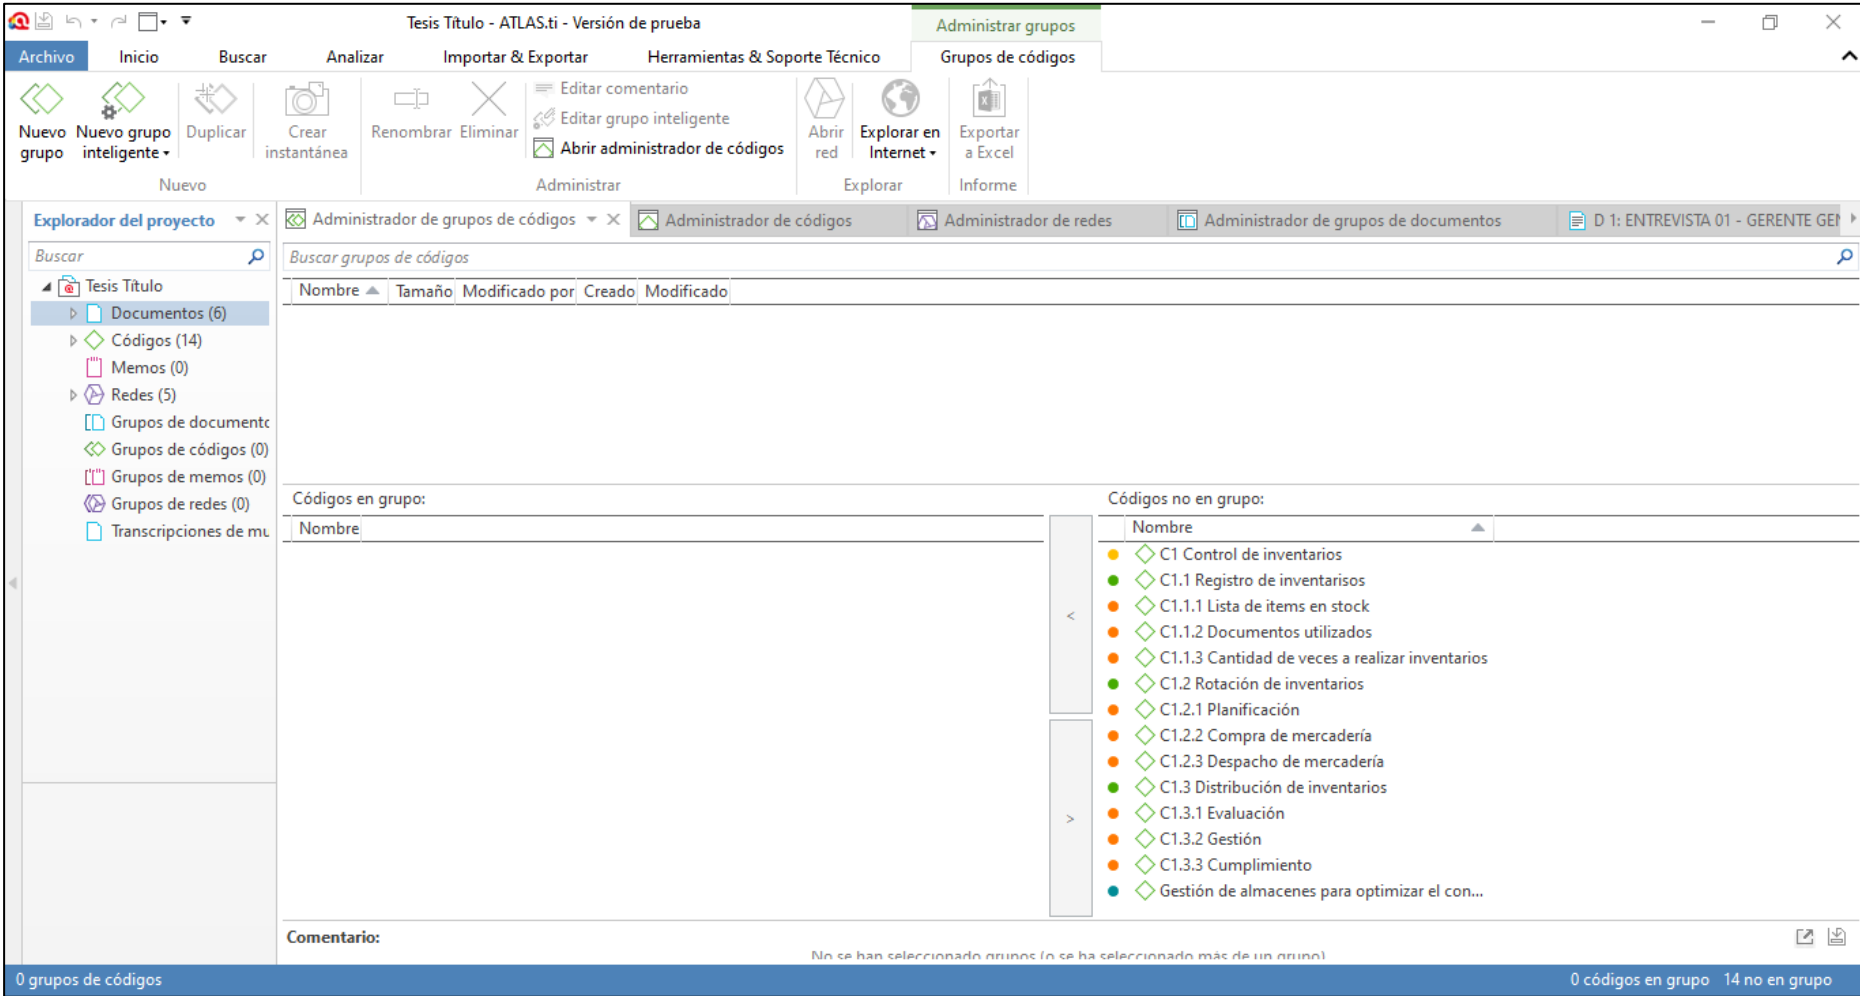 Tesis Título - ATLAS.ti - Versión de prueba
Administrar grupos
Archivo Inicio Buscar Analizar Importar & Exportar Herramientas & Soporte Técnico Grupos de códigos
Nuevo grupo
Nuevo grupo inteligente
Duplicar
Crear instantánea
Renombrar
Eliminar
Editar comentario
Editar grupo inteligente
Abrir administrador de códigos
Abrir red
Explorar en Internet
Exportar a Excel
Nuevo Administrar Explorar Informe
Explorador del proyecto
Administrador de grupos de códigos
Administrador de códigos
Administrador de redes
Administrador de grupos de documentos
D 1: ENTREVISTA 01 - GERENTE GEN
Buscar
Tesis Título
Documentos (6)
Códigos (14)
Memos (0)
Redes (5)
Grupos de documento
Grupos de códigos (0)
Grupos de memos (0)
Grupos de redes (0)
Transcripciones de mu
Buscar grupos de códigos
Nombre Tamaño Modificado por Creado Modificado
Códigos en grupo:
Nombre
<
>
Códigos no en grupo:
Nombre
C1 Control de inventarios
C1.1 Registro de inventarisos
C1.1.1 Lista de items en stock
C1.1.2 Documentos utilizados
C1.1.3 Cantidad de veces a realizar inventarios
C1.2 Rotación de inventarios
C1.2.1 Planificación
C1.2.2 Compra de mercadería
C1.2.3 Despacho de mercadería
C1.3 Distribución de inventarios
C1.3.1 Evaluación
C1.3.2 Gestión
C1.3.3 Cumplimiento
Gestión de almacenes para optimizar el con...
Comentario:
No se han seleccionado grupos (o se ha seleccionado más de un grupo)
0 grupos de códigos
0 códigos en grupo 14 no en grupo